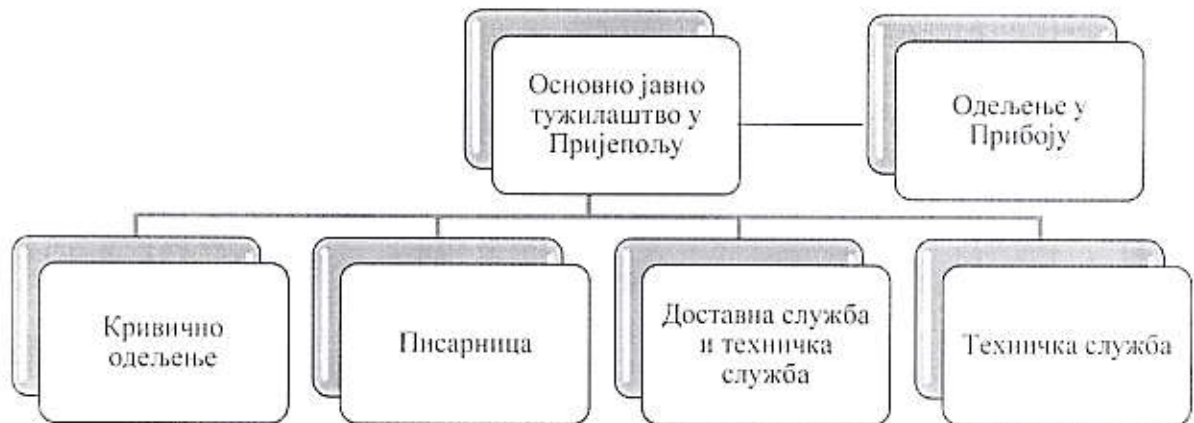 Основно јавно
тужилаштво у
Пријепољу
Одељење у
Прибоју
Кривично
одељење
Писарница
Доставна служба
и техничка
служба
Техничка служба